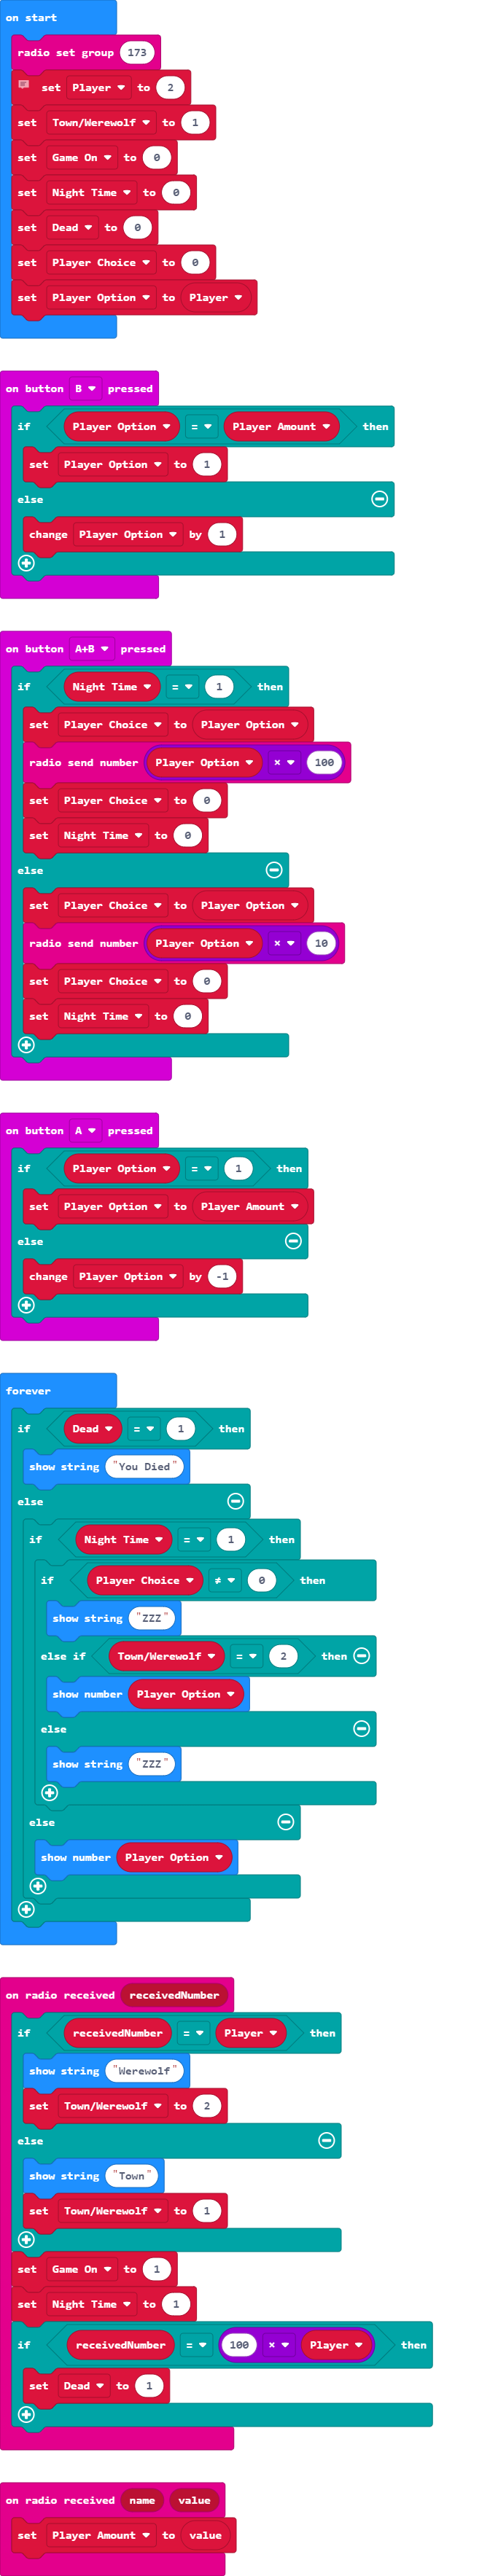 on start
radio set group 173
set Player to 2
set Town/Werewolf to 1
set Game On to 0
set Night Time to 0
set Dead to 0
set Player Choice to 0
set Player Option to Player
on button B pressed
if Player Option = Player Amount then
set Player Option to 1
else
change Player Option by 1
on button A+B pressed
if Night Time = 1 then
set Player Choice to Player Option
radio send number Player Option × 100
set Player Choice to 0
set Night Time to 0
else
set Player Choice to Player Option
radio send number Player Option × 10
set Player Choice to 0
set Night Time to 0
on button A pressed
if Player Option = 1 then
set Player Option to Player Amount
else
change Player Option by -1
forever
if Dead = 1 then
show string "You Died"
else
if Night Time = 1 then
if Player Choice ≠ 0 then
show string "ZZZ"
else if Town/Werewolf = 2 then
show number Player Option
else
show string "ZZZ"
else
show number Player Option
on radio received receivedNumber
if receivedNumber = Player then
show string "Werewolf"
set Town/Werewolf to 2
else
show string "Town"
set Town/Werewolf to 1
set Game On to 1
set Night Time to 1
if receivedNumber = 100 × Player then
set Dead to 1
on radio received name value
set Player Amount to value